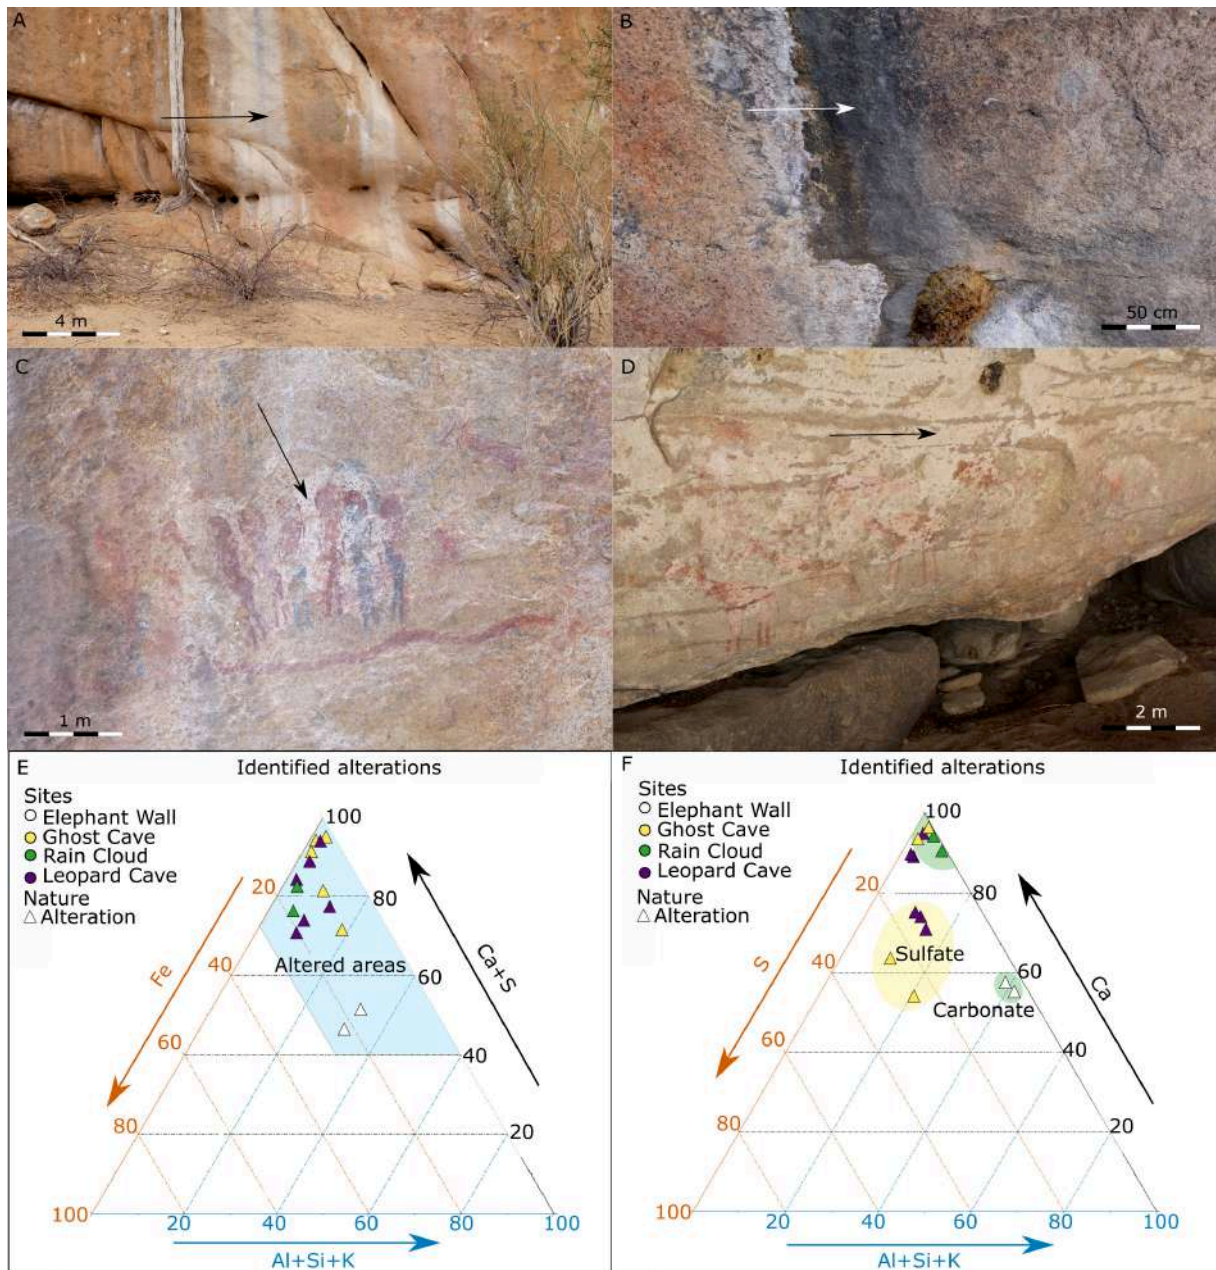 A
4 m
B
50 cm
C
1 m
D
2 m
E
Identified alterations
Sites
Elephant Wall
Ghost Cave
Rain Cloud
Leopard Cave
Nature
Alteration
100
20
80
Fe
40
Altered areas
60
Ca+S
60
40
80
20
100
20
40
60
80
100
Al+Si+K
F
Identified alterations
Sites
Elephant Wall
Ghost Cave
Rain Cloud
Leopard Cave
Nature
Alteration
100
20
80
S
Sulfate
40
60
Carbonate
Ca
60
40
80
20
100
20
40
60
80
100
Al+Si+K